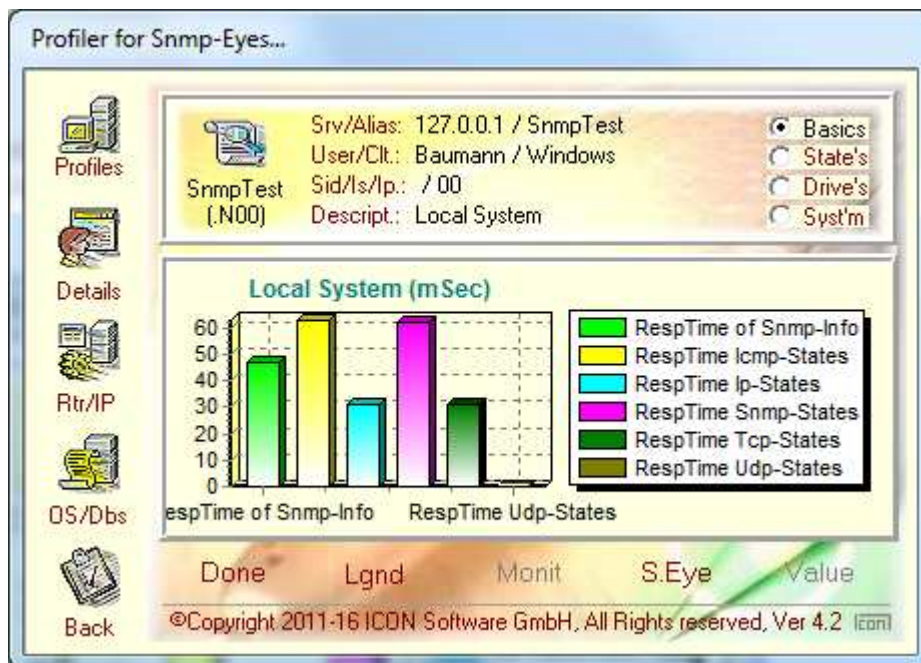 Profiler for Snmp-Eyes...
Profiles
Details
Rtr/IP
OS/Dbs
Back
SnmpTest
(.N00)
Srv/Alias: 127.0.0.1 / SnmpTest
User/Clt.: Baumann / Windows
Sid/Is/Ip.: / 00
Descript.: Local System
Basics
State's
Drive's
Syst'm
Local System (mSec)
60
50
40
30
20
10
0
espTime of Snmp-Info RespTime Udp-States
RespTime of Snmp-Info
RespTime Icmp-States
RespTime Ip-States
RespTime Snmp-States
RespTime Tcp-States
RespTime Udp-States
Done Lgnd Monit S.Eye Value
©Copyright 2011-16 ICON Software GmbH, All Rights reserved, Ver 4.2 Icon